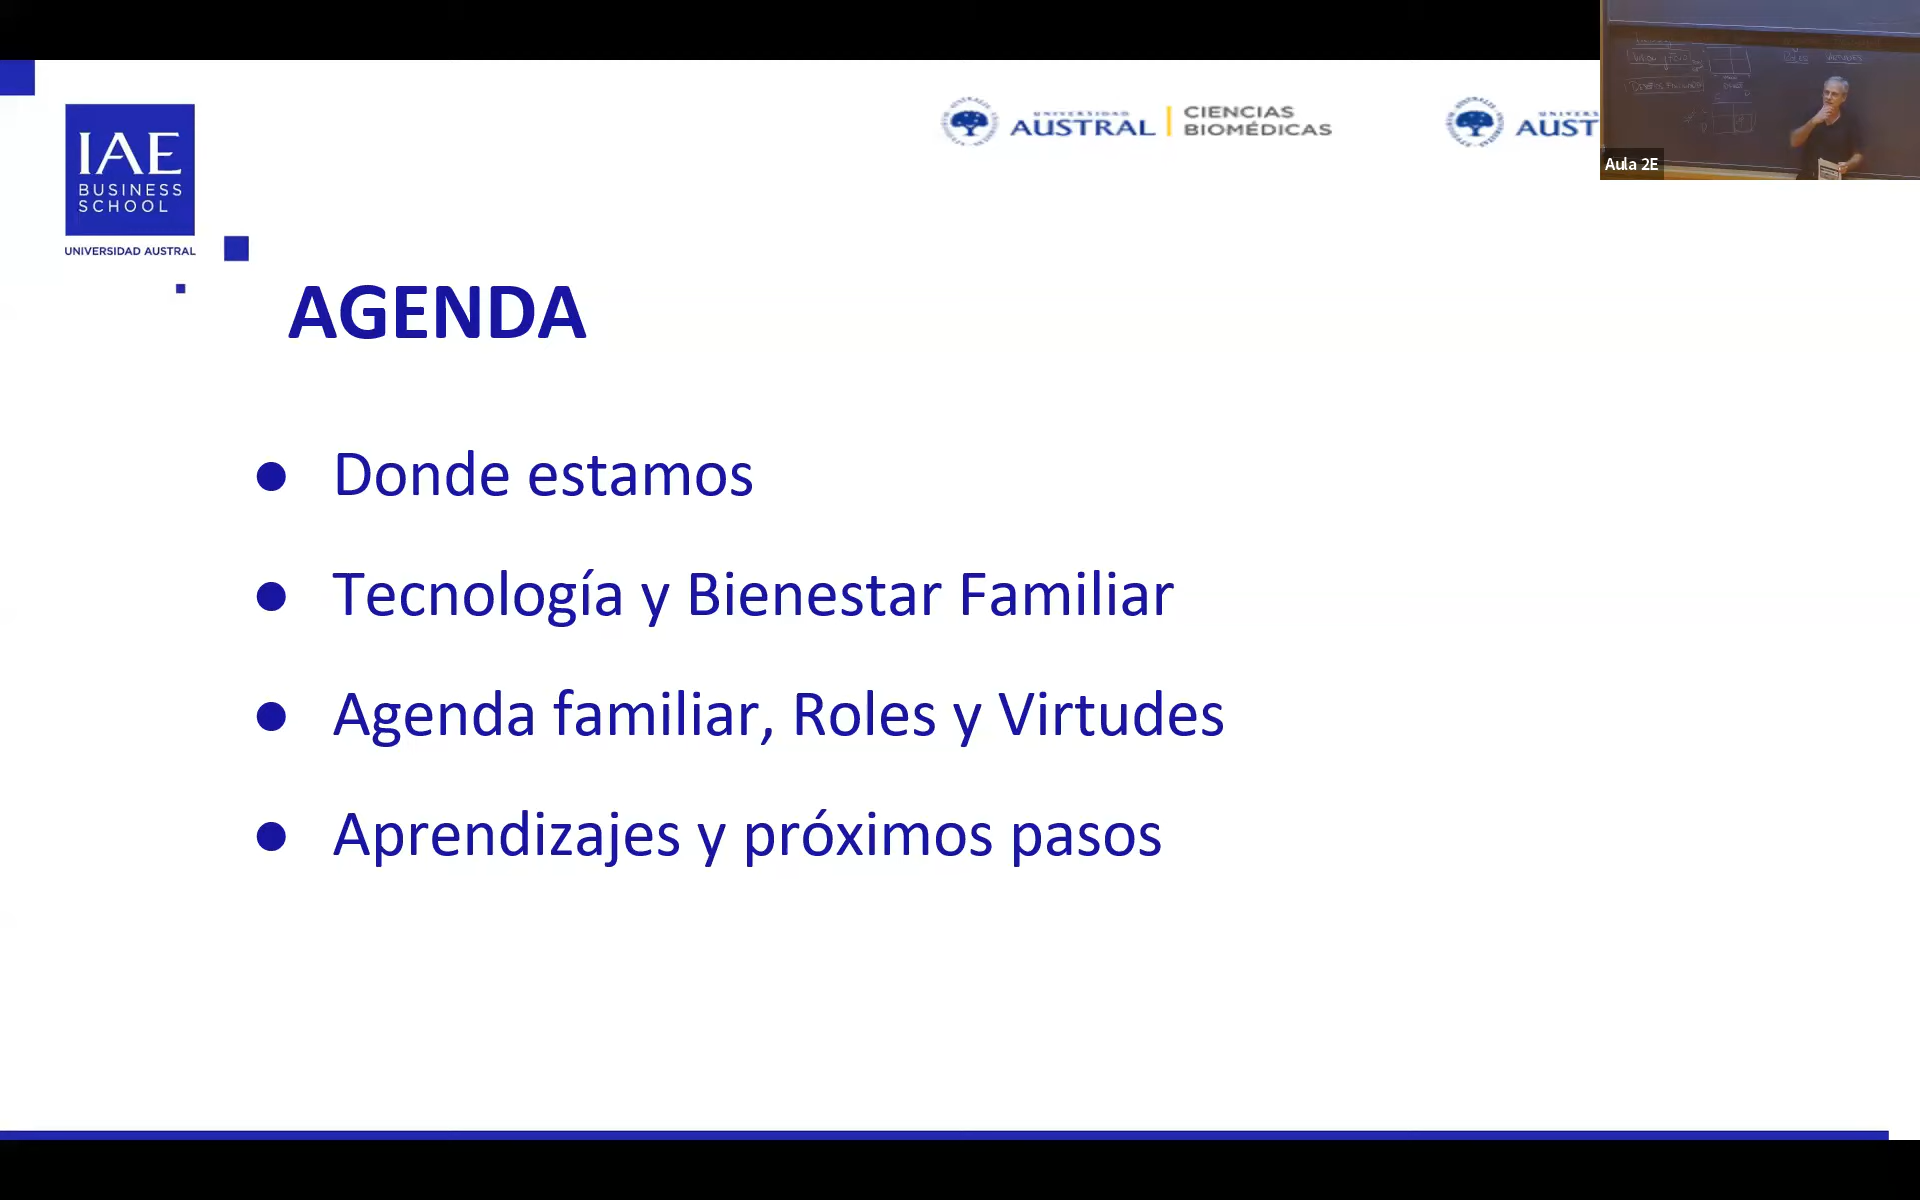 IAE
BUSINESS
SCHOOL
UNIVERSIDAD AUSTRAL
UNIVERSIDAD
AUSTRAL
CIENCIAS
BIOMÉDICAS
AUST
Aula 2E
AGENDA
● Donde estamos
● Tecnología y Bienestar Familiar
● Agenda familiar, Roles y Virtudes
● Aprendizajes y próximos pasos